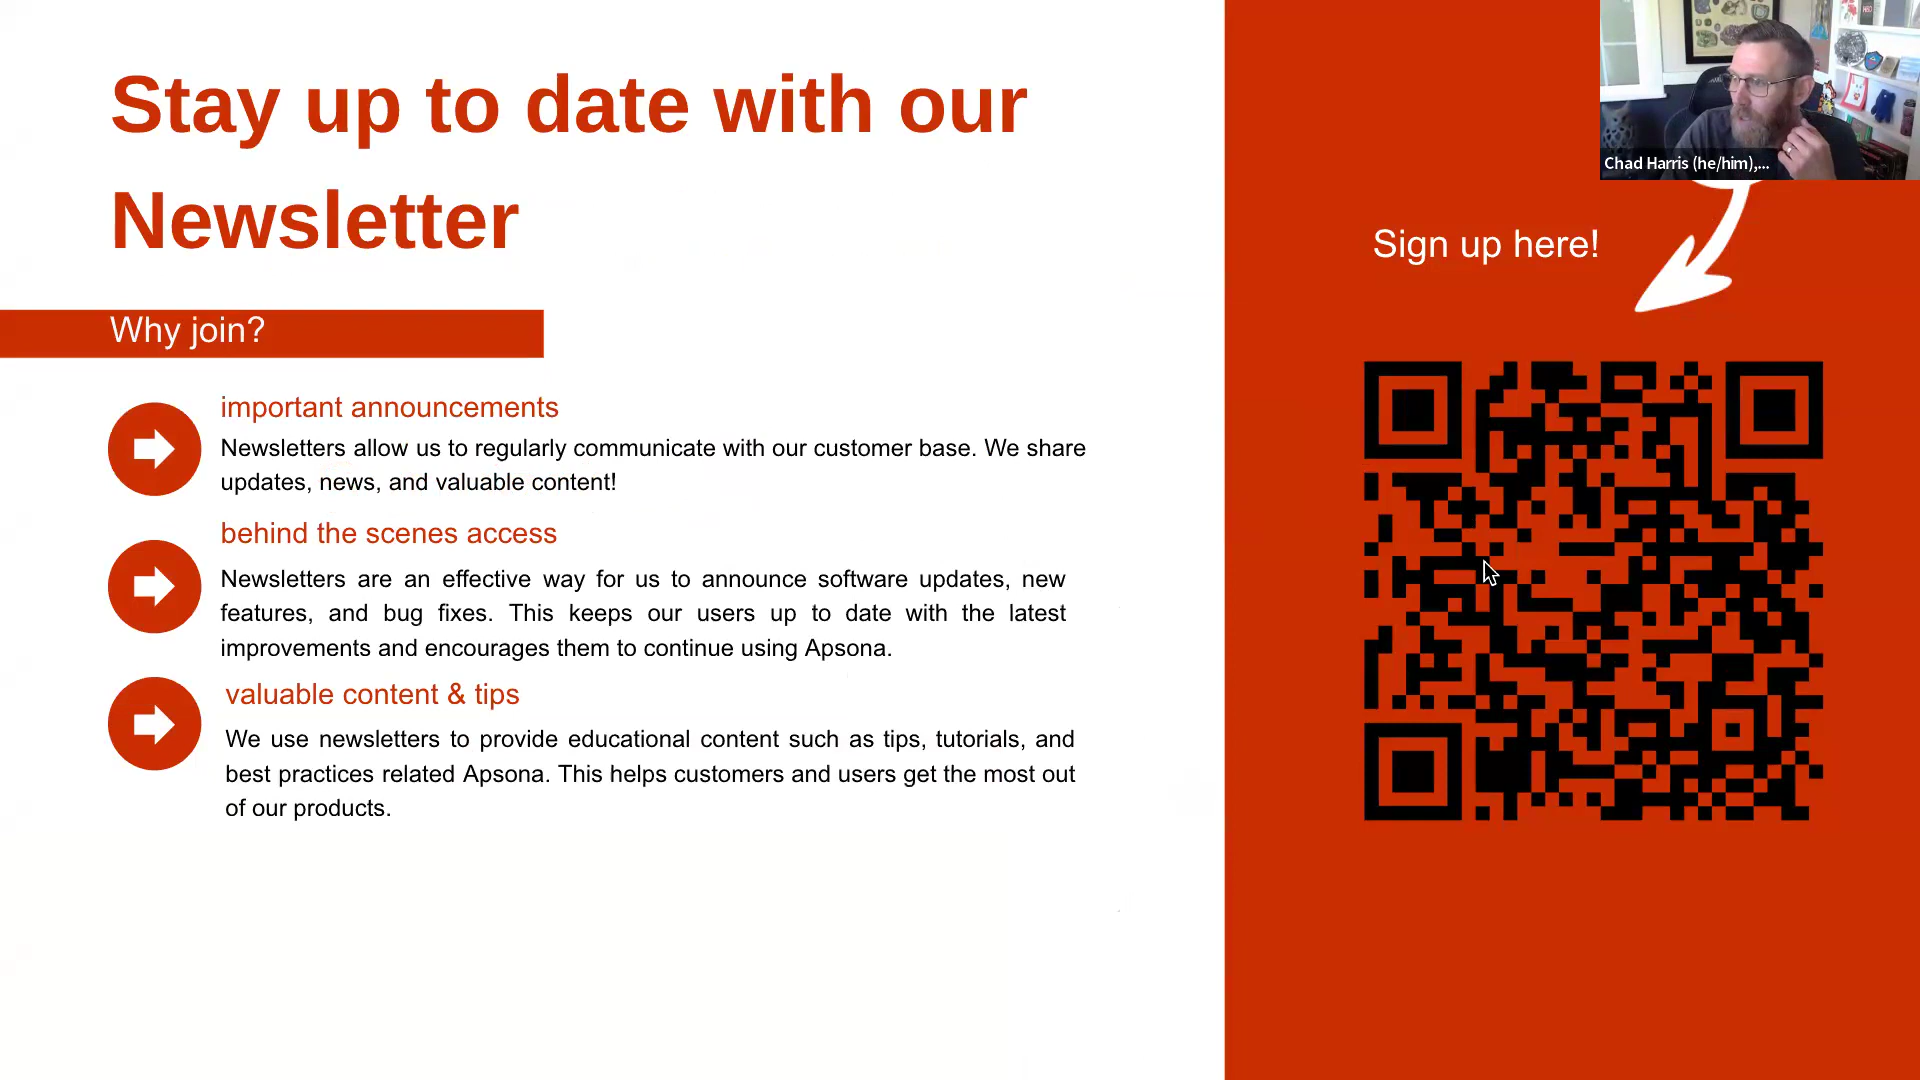 Stay up to date with our
Newsletter
Why join?
important announcements
Newsletters allow us to regularly communicate with our customer base. We share
updates, news, and valuable content!
behind the scenes access
Newsletters are an effective way for us to announce software updates, new
features, and bug fixes. This keeps our users up to date with the latest
improvements and encourages them to continue using Apsona.
valuable content & tips
We use newsletters to provide educational content such as tips, tutorials, and
best practices related Apsona. This helps customers and users get the most out
of our products.
Chad Harris (he/him),...
Sign up here!